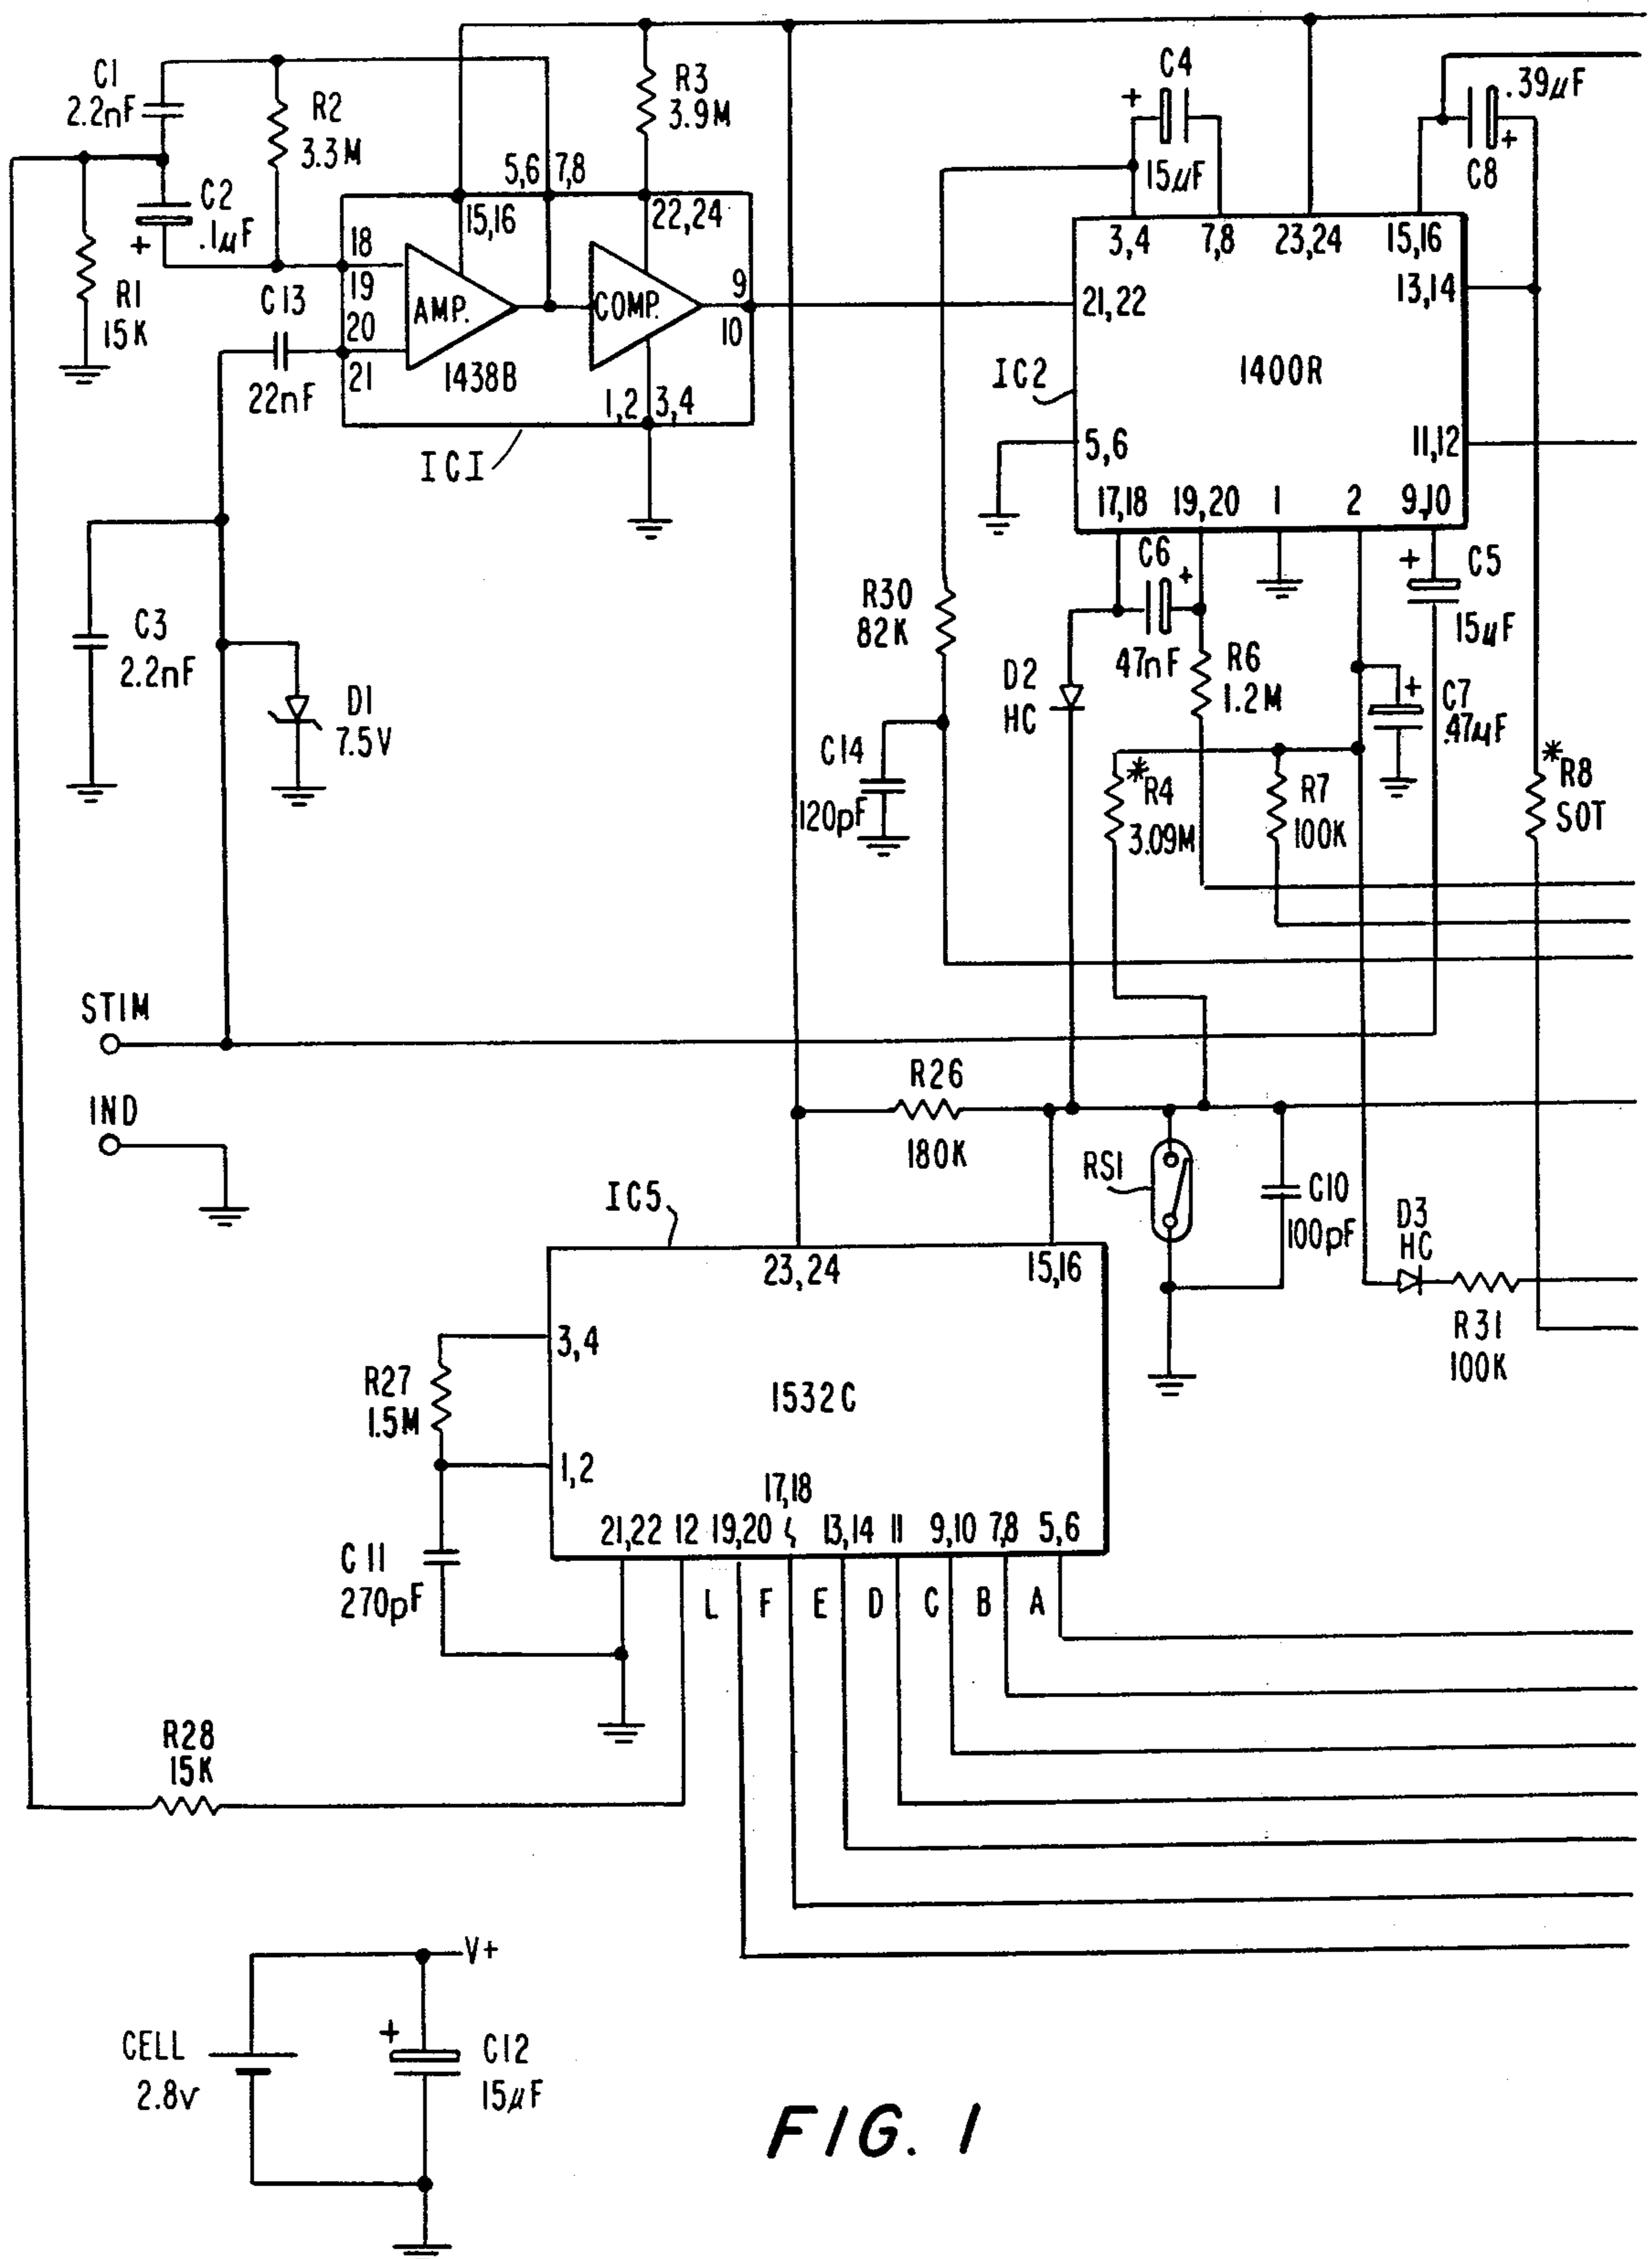 C1
2.2nF
R2
3.3M
R3
3.9M
C4
+
15µF
.39µF
+
C8
C2
.1µF
+
R1
15K
5,6
7,8
15,16
22,24
18
19
20
21
AMP.
COMP.
9
10
1438B
1,2
3,4
IC1
C13
22nF
3,4
7,8
23,24
15,16
13,14
21,22
1400R
IC2
5,6
11,12
17,18
19,20
1
2
9,10
C3
2.2nF
D1
7.5V
R30
82K
C6
+
47nF
R6
1.2M
+
C5
15µF
D2
HC
+
C7
.47µF
C14
120pF
*R4
3.09M
R7
100K
*R8
SOT
STIM
IND
R26
180K
RS1
C10
100pF
D3
HC
R31
100K
IC5
23,24
15,16
3,4
R27
1.5M
1532C
1,2
17,18
21,22
12
19,20
13,14
11
9,10
7,8
5,6
C11
270pF
L
F
E
D
C
B
A
R28
15K
V+
CELL
2.8v
+
C12
15µF
FIG. 1